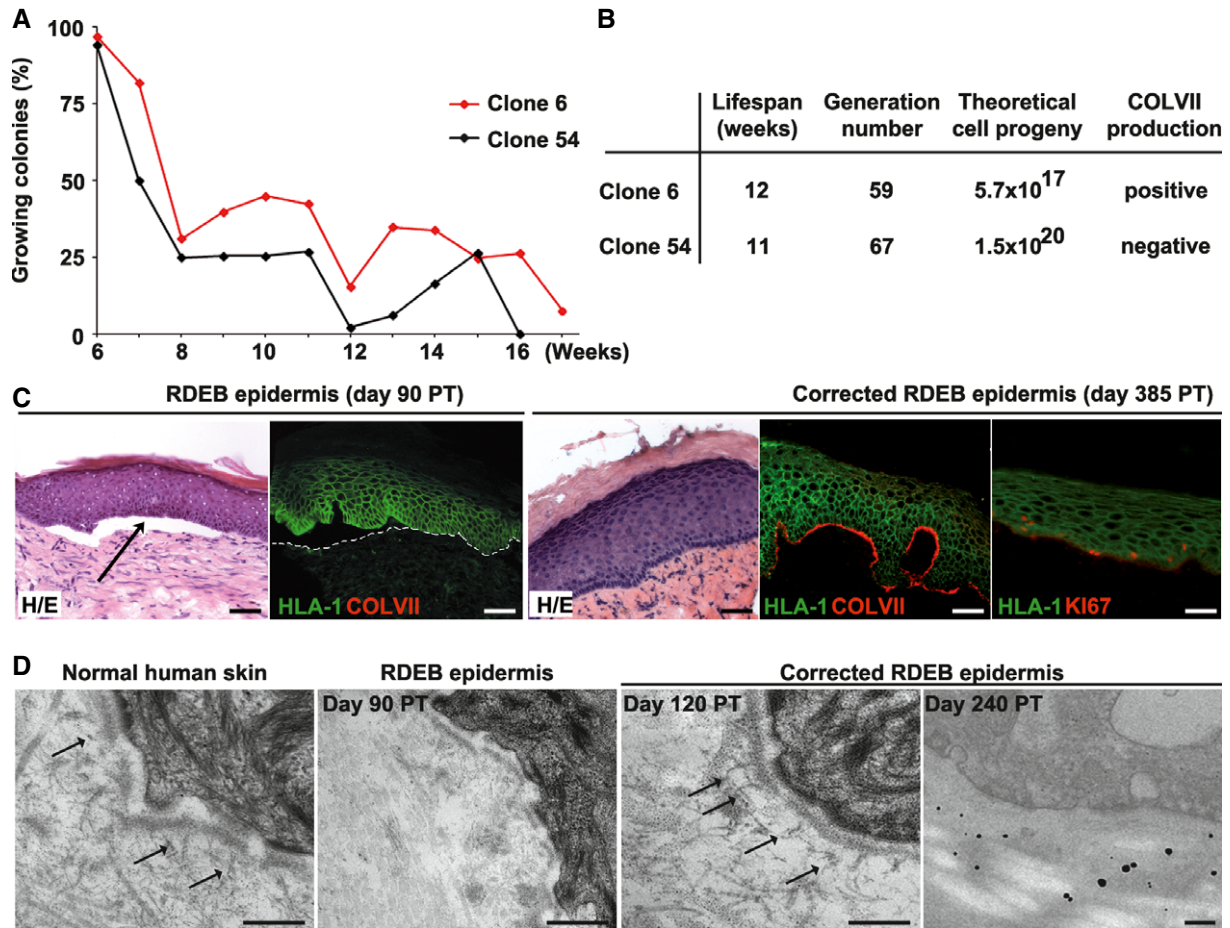 A
100
75
50
25
0
Growing colonies (%)
6
8
10
12
14
16
(Weeks)
Clone 6
Clone 54
B
Lifespan (weeks)
Generation number
Theoretical cell progeny
COLVII production
Clone 6 12 59 5.7x10^17 positive
Clone 54 11 67 1.5x10^20 negative
C
RDEB epidermis (day 90 PT)
Corrected RDEB epidermis (day 385 PT)
H/E
HLA-1 COLVII
H/E
HLA-1 COLVII
HLA-1 KI67
D
Normal human skin
RDEB epidermis
Corrected RDEB epidermis
Day 90 PT
Day 120 PT
Day 240 PT